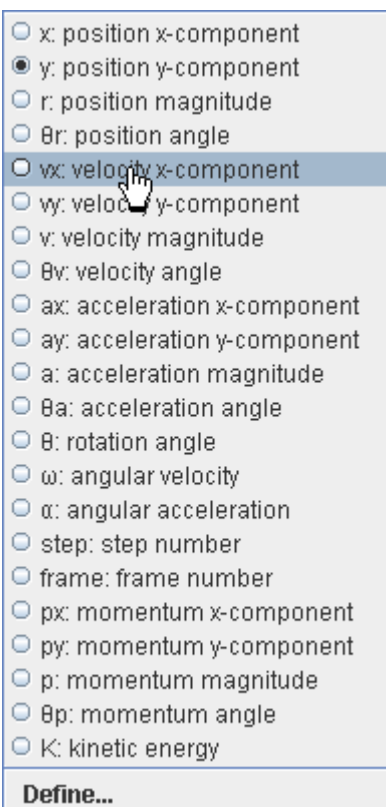 x: position x-component
y: position y-component
r: position magnitude
θr: position angle
vx: velocity x-component
vy: velocity y-component
v: velocity magnitude
θv: velocity angle
ax: acceleration x-component
ay: acceleration y-component
a: acceleration magnitude
θa: acceleration angle
θ: rotation angle
ω: angular velocity
α: angular acceleration
step: step number
frame: frame number
px: momentum x-component
py: momentum y-component
p: momentum magnitude
θp: momentum angle
K: kinetic energy
Define...